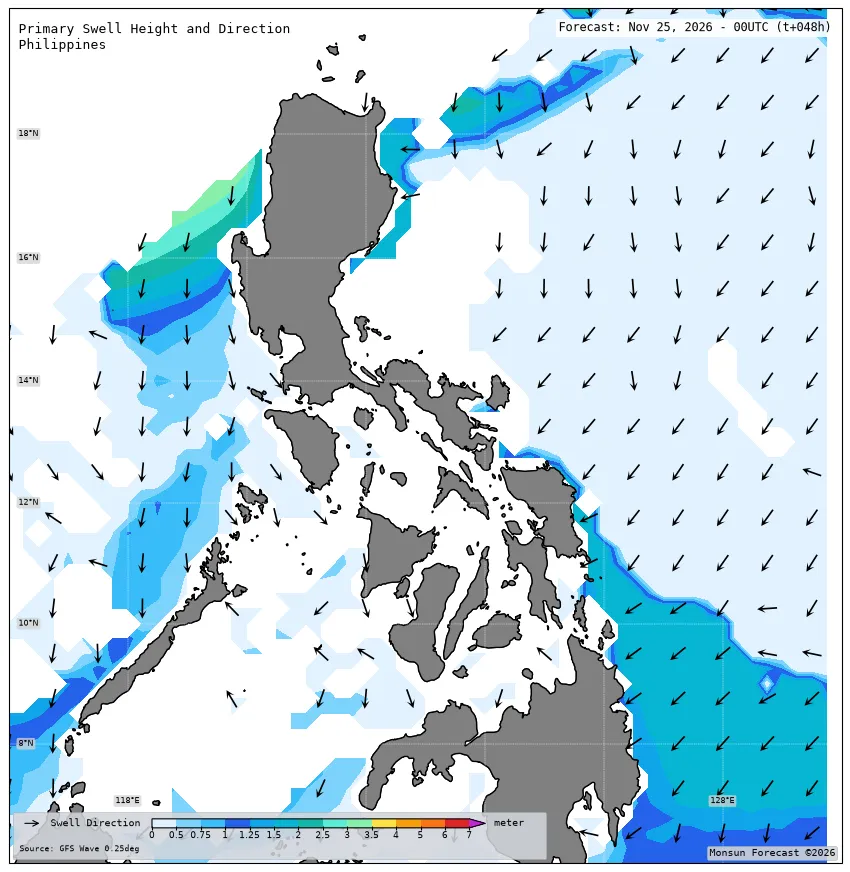 Primary Swell Height and Direction
Philippines
Forecast: Nov 25, 2026 - 00UTC (t+048h)
18°N
16°N
14°N
12°N
10°N
8°N
118°E
128°E
Swell Direction
0 0.5 0.75 1 1.25 1.5 2 2.5 3 3.5 4 5 6 7
meter
Source: GFS Wave 0.25deg
Monsun Forecast ©2026